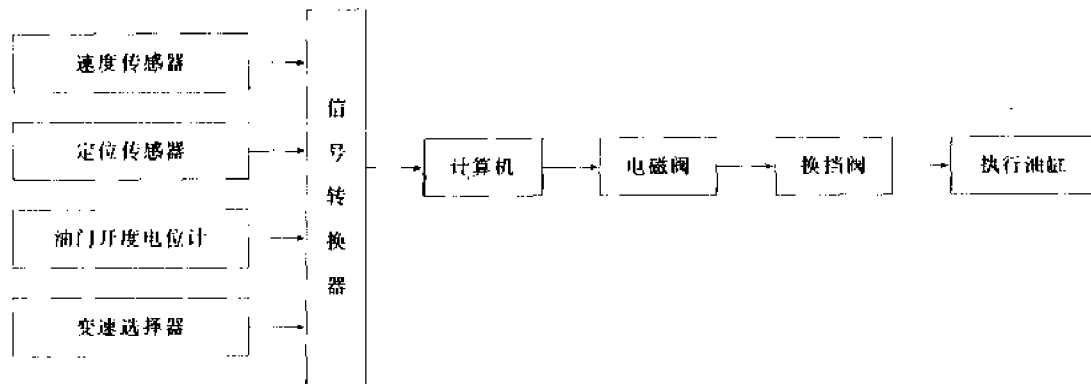 速度传感器
定位传感器
油门开度电位计
变速选择器
信号转换器
计算机
电磁阀
换挡阀
执行油缸